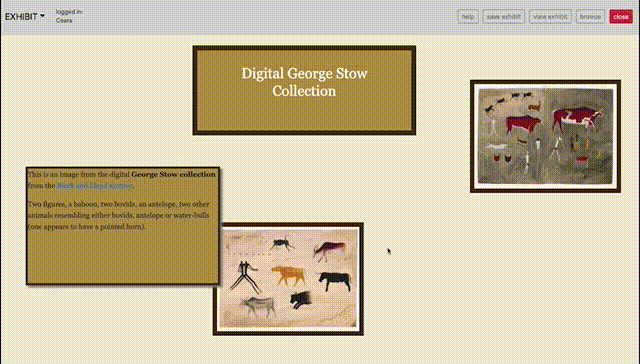 EXHIBIT
logged in:
Ceara
help
save exhibit
view exhibit
browse
close
Digital George Stow
Collection
This is an image from the digital George Stow collection
from the Bleek and Lloyd archive.
Two figures, a baboon, two bovids, an antelope, two other
animals resembling either bovids, antelope or water-bulls
(one appears to have a pointed horn).